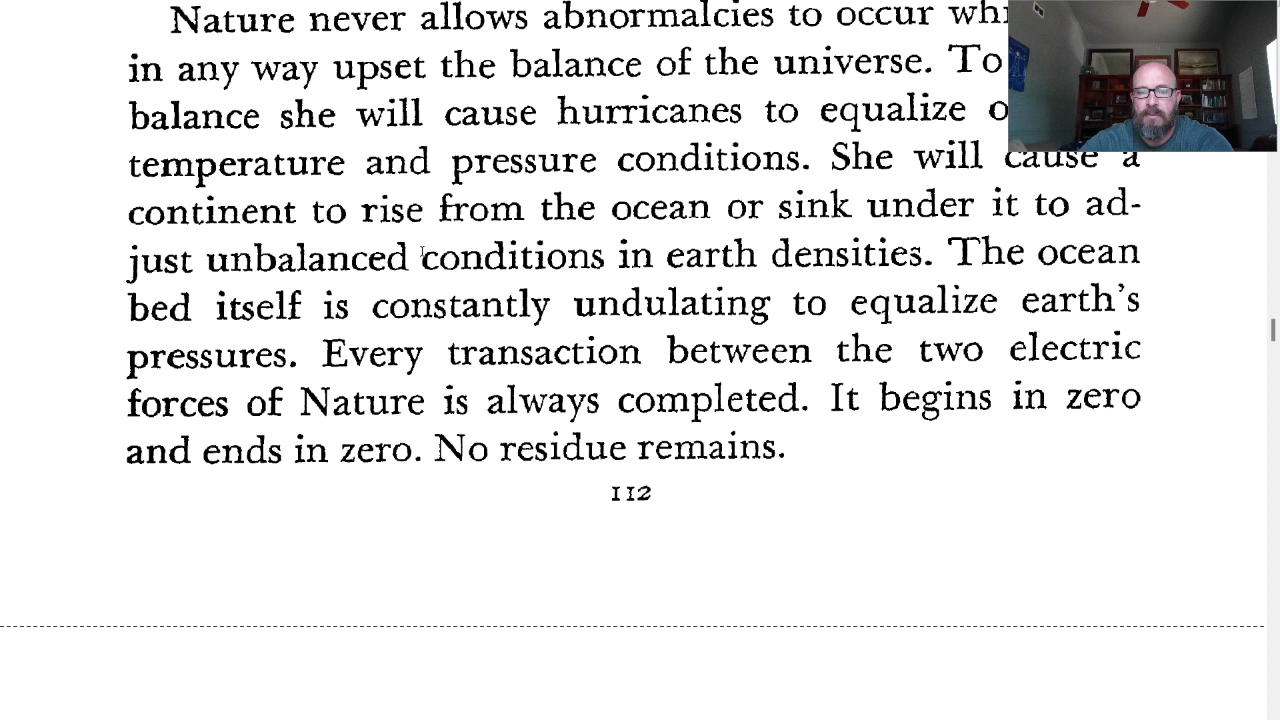 Nature never allows abnormalcies to occur
in any way upset the balance of the universe. To
balance she will cause hurricanes to equalize
temperature and pressure conditions. She will cause a
continent to rise from the ocean or sink under it to ad-
just unbalanced conditions in earth densities. The ocean
bed itself is constantly undulating to equalize earth's
pressures. Every transaction between the two electric
forces of Nature is always completed. It begins in zero
and ends in zero. No residue remains.
112